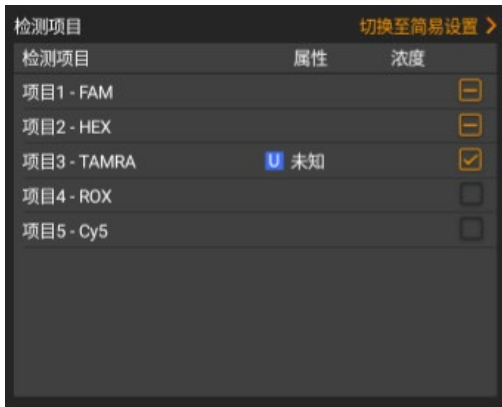 检测项目 切换至简易设置 >
检测项目 属性 浓度
项目1 - FAM
项目2 - HEX
项目3 - TAMRA U 未知
项目4 - ROX
项目5 - Cy5